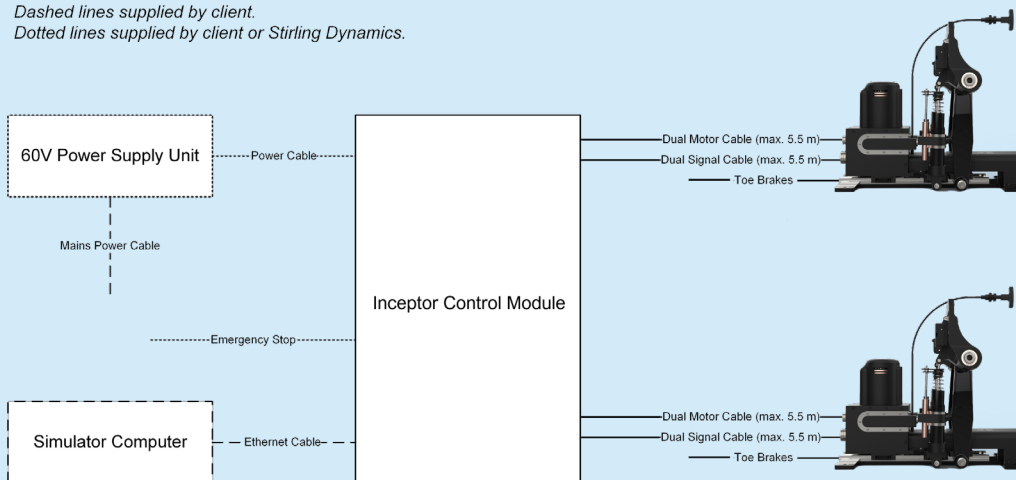 Dashed lines supplied by client.
Dotted lines supplied by client or Stirling Dynamics.
60V Power Supply Unit
Power Cable
Mains Power Cable
Emergency Stop
Simulator Computer
Ethernet Cable
Inceptor Control Module
Dual Motor Cable (max. 5.5 m)
Dual Signal Cable (max. 5.5 m)
Toe Brakes
Dual Motor Cable (max. 5.5 m)
Dual Signal Cable (max. 5.5 m)
Toe Brakes